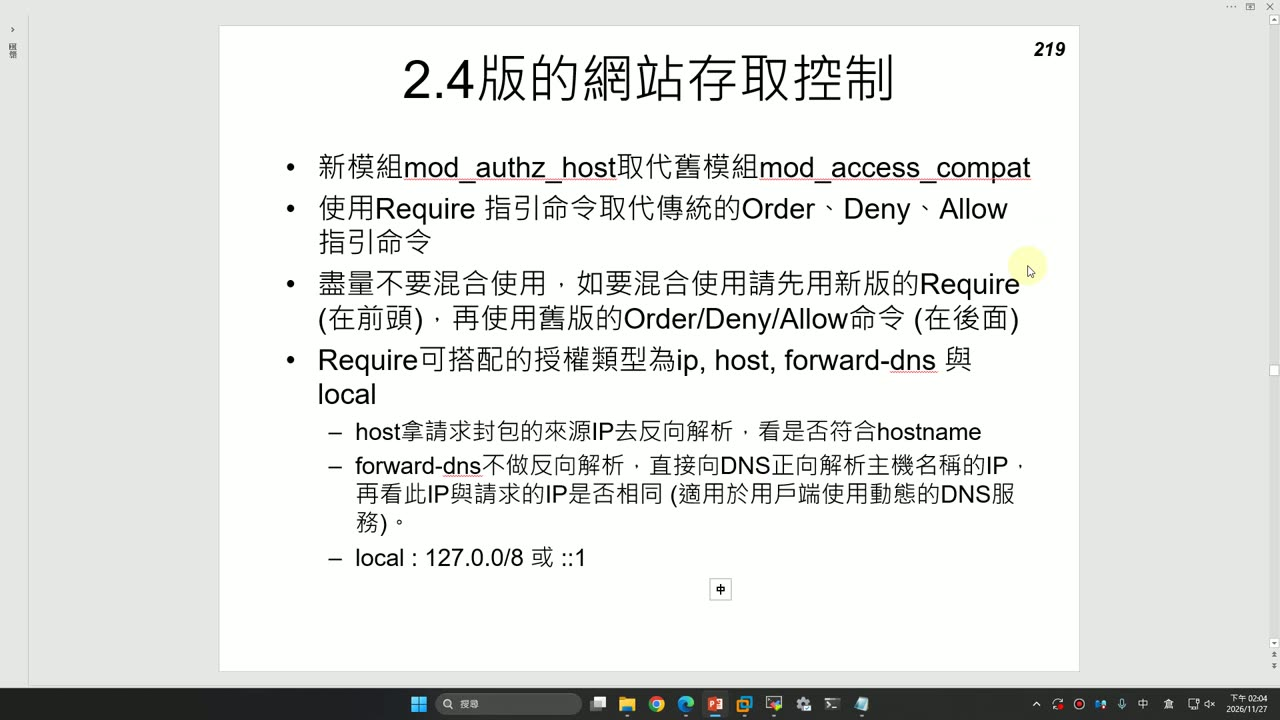 219
2.4版的網站存取控制
• 新模組mod_authz_host取代舊模組mod_access_compat
• 使用Require 指引命令取代傳統的Order、Deny、Allow
指引命令
• 盡量不要混合使用，如要混合使用請先用新版的Require
(在前頭)，再使用舊版的Order/Deny/Allow命令 (在後面)
• Require可搭配的授權類型為ip, host, forward-dns 與
local
– host拿請求封包的來源IP去反向解析，看是否符合hostname
– forward-dns不做反向解析，直接向DNS正向解析主機名稱的IP，
再看此IP與請求的IP是否相同 (適用於用戶端使用動態的DNS服
務)。
– local : 127.0.0/8 或 ::1
中
搜尋
中
下午 02:04
2026/11/27